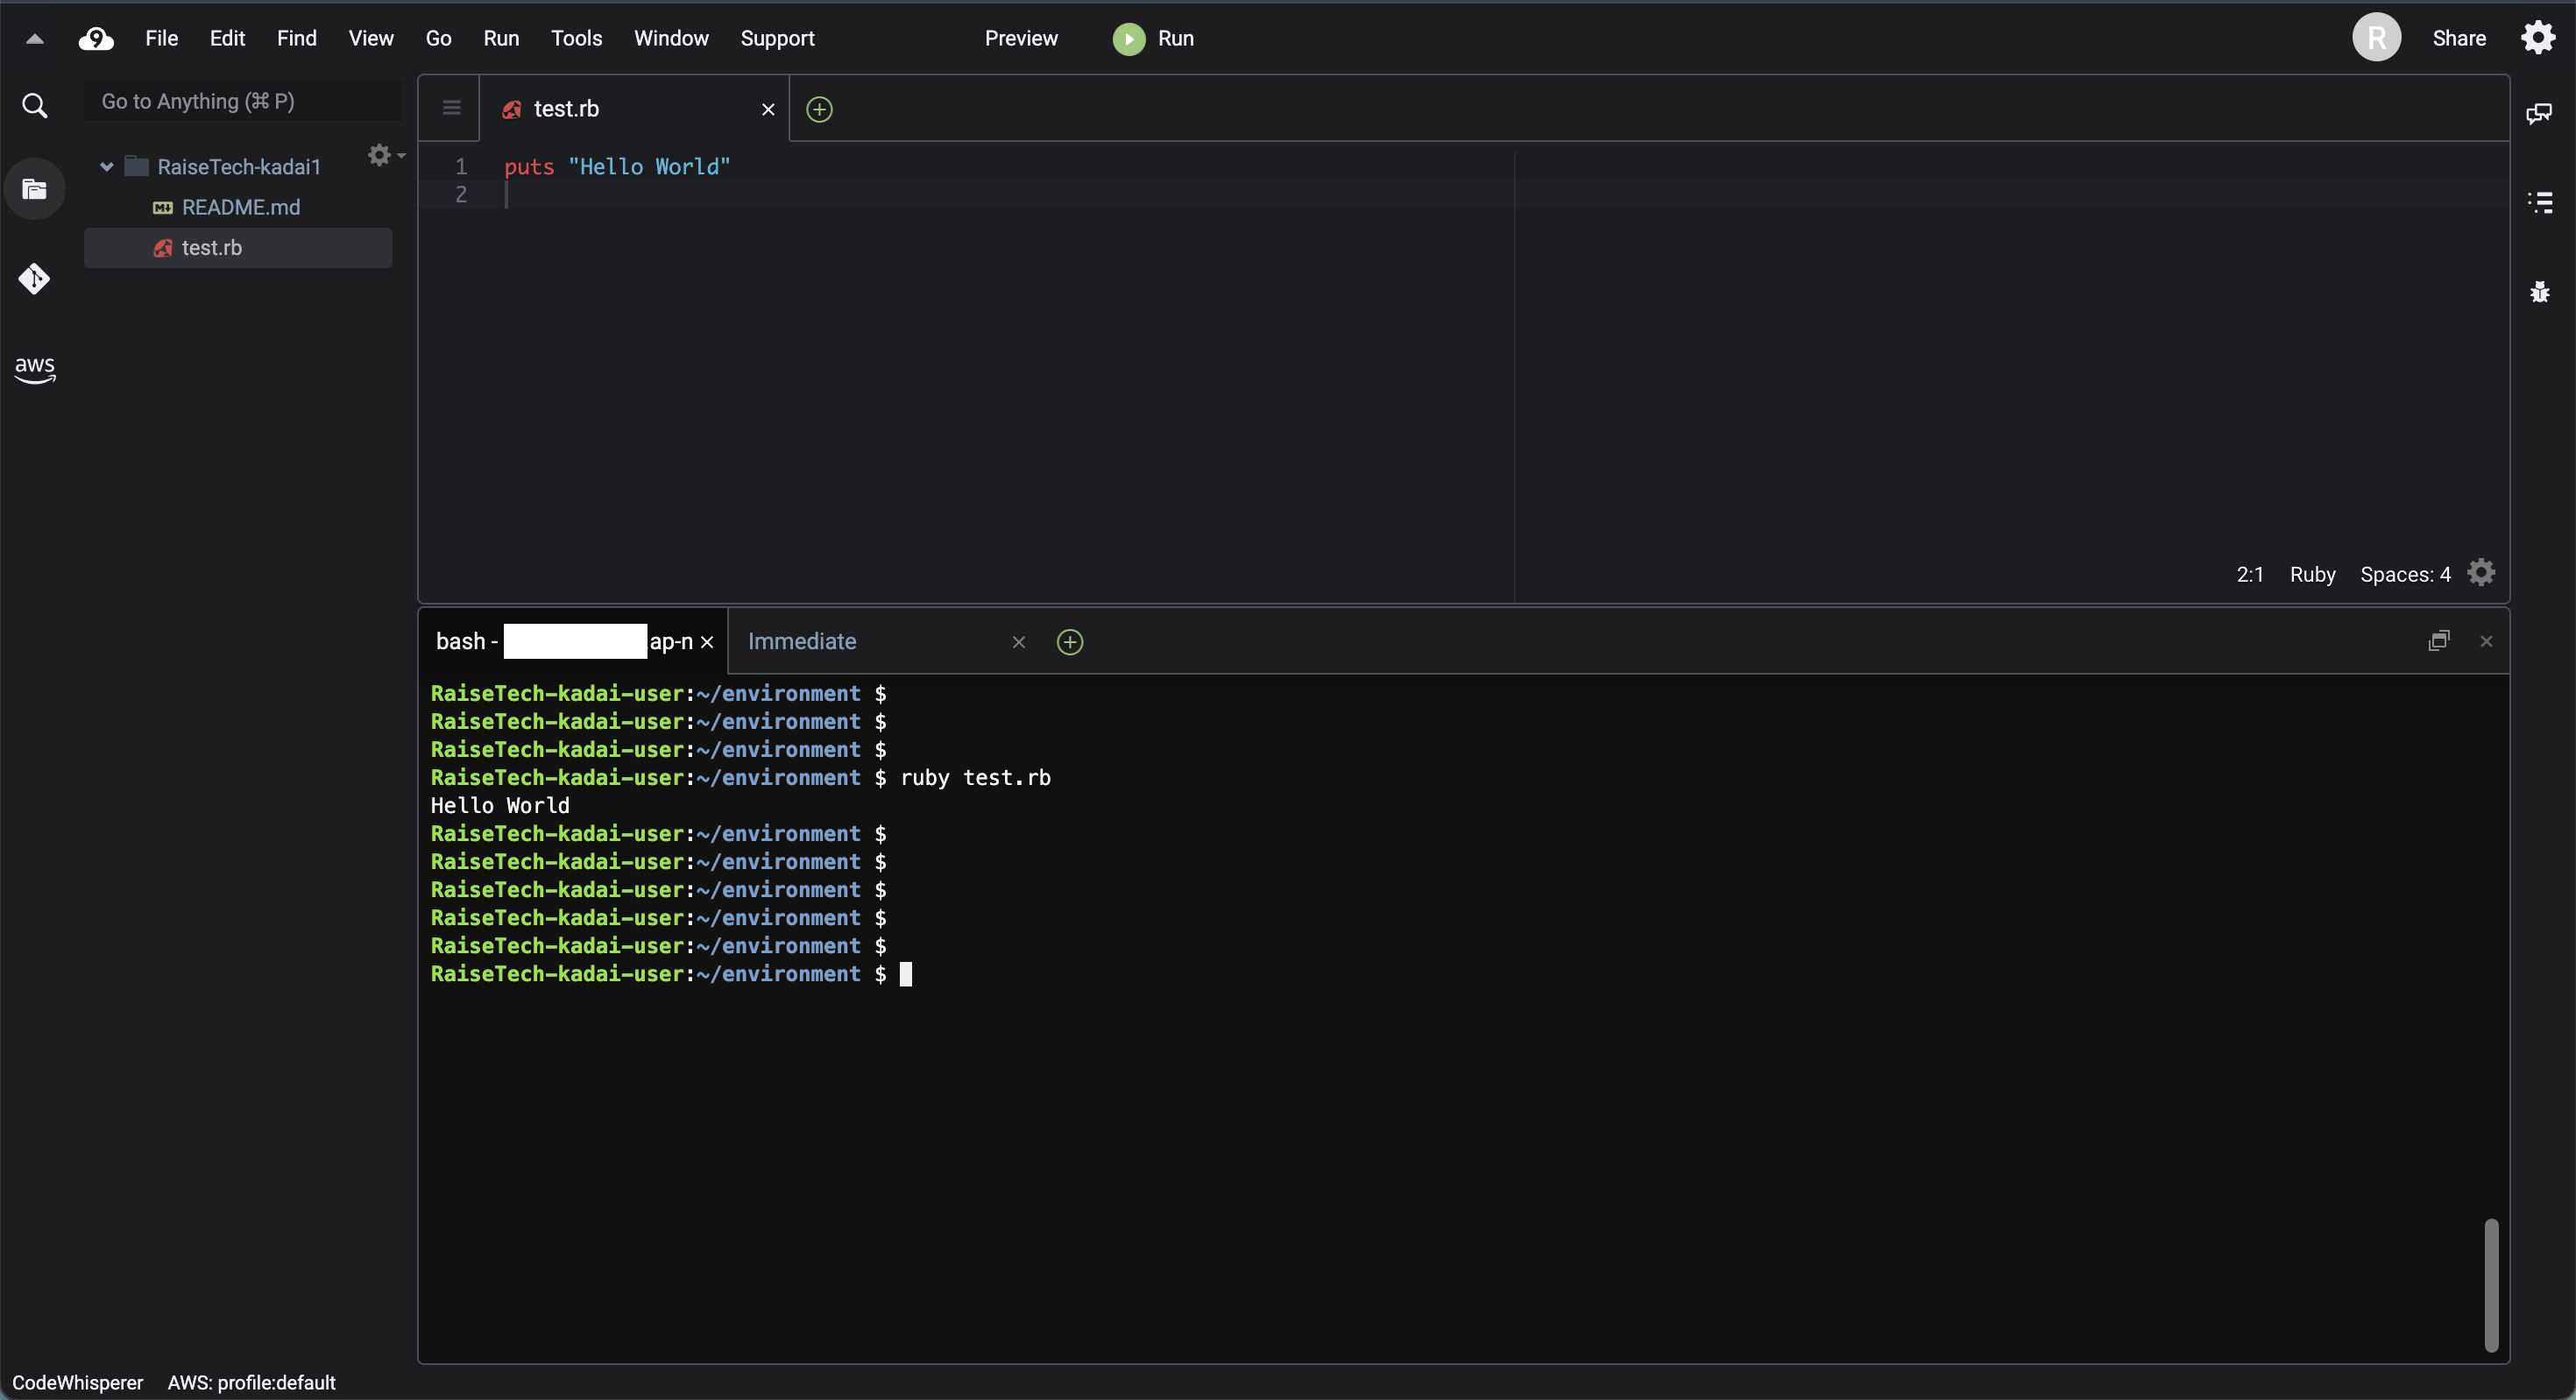 9 File Edit Find View Go Run Tools Window Support Preview Run R Share
Go to Anything (⌘ P)
RaiseTech-kadai1
README.md
test.rb
aws
test.rb
1 puts "Hello World"
2
2:1 Ruby Spaces: 4
bash - ap-n Immediate
RaiseTech-kadai-user:~/environment $
RaiseTech-kadai-user:~/environment $
RaiseTech-kadai-user:~/environment $
RaiseTech-kadai-user:~/environment $ ruby test.rb
Hello World
RaiseTech-kadai-user:~/environment $
RaiseTech-kadai-user:~/environment $
RaiseTech-kadai-user:~/environment $
RaiseTech-kadai-user:~/environment $
RaiseTech-kadai-user:~/environment $
RaiseTech-kadai-user:~/environment $
CodeWhisperer AWS: profile:default